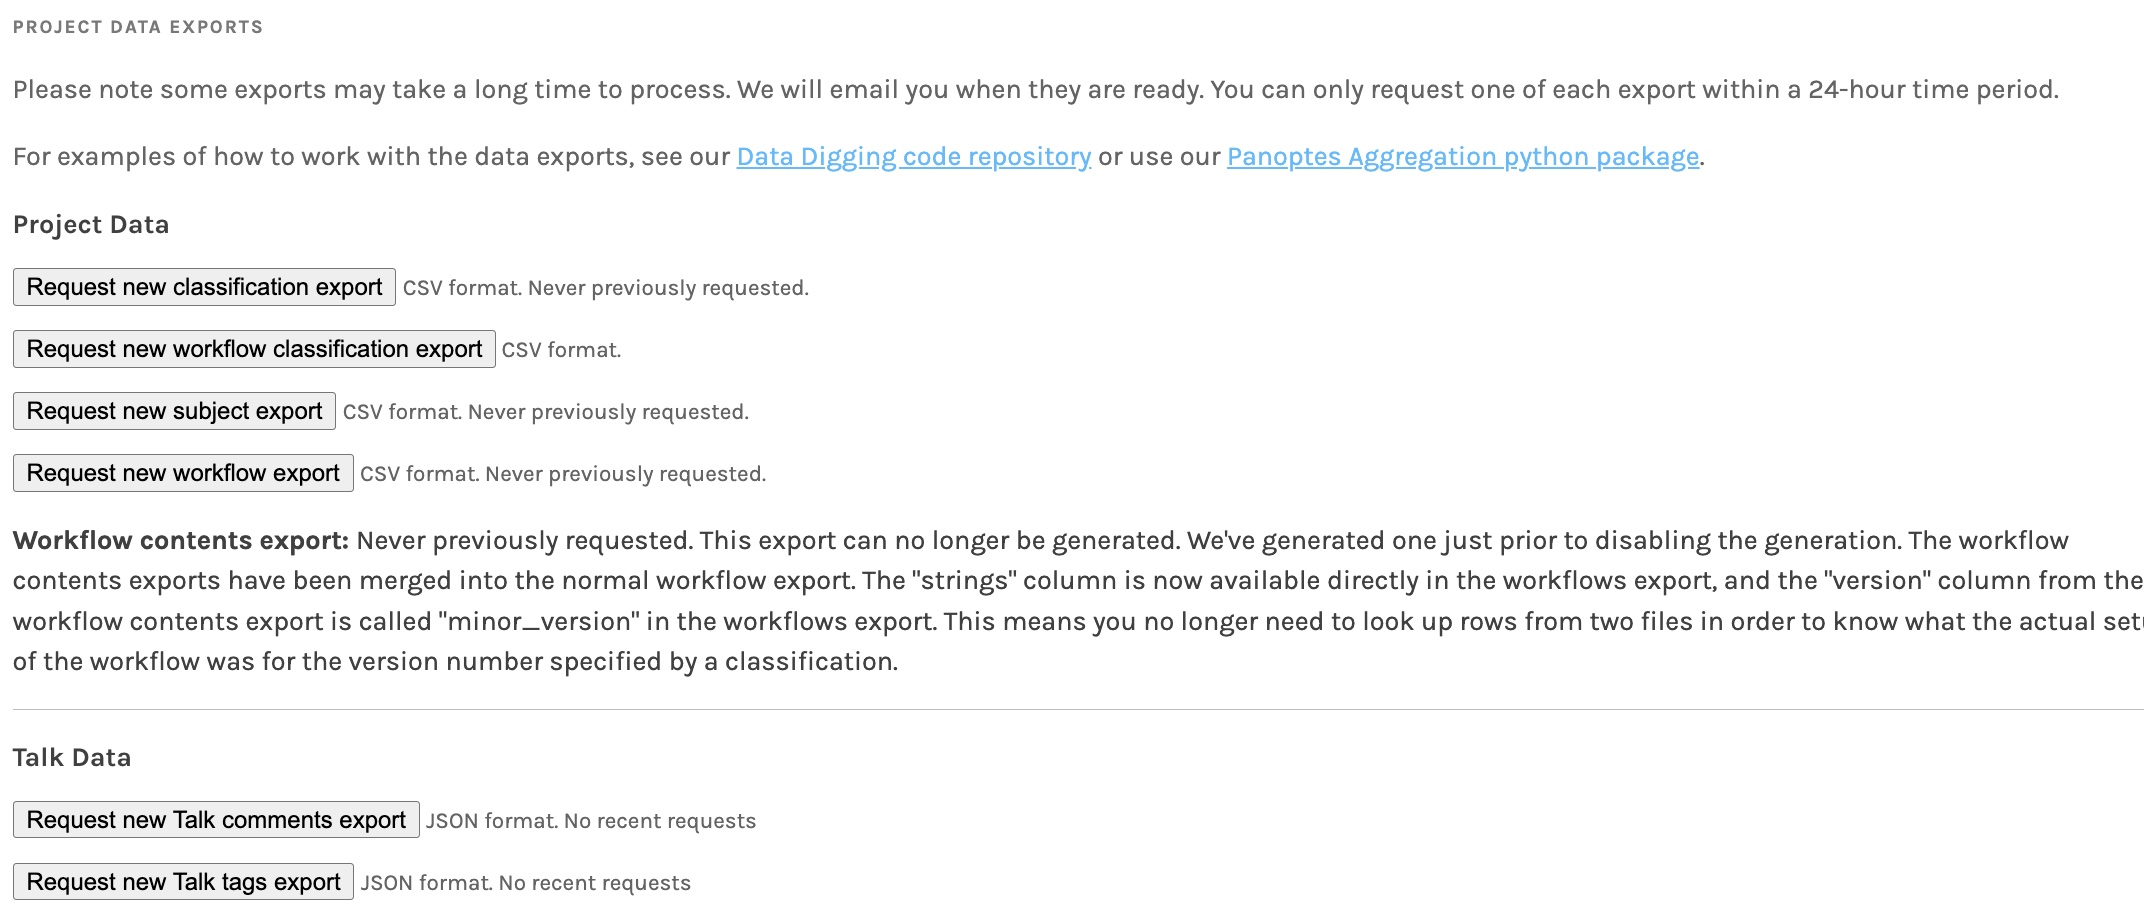 PROJECT DATA EXPORTS
Please note some exports may take a long time to process. We will email you when they are ready. You can only request one of each export within a 24-hour time period.
For examples of how to work with the data exports, see our Data Digging code repository or use our Panoptes Aggregation python package.
Project Data
Request new classification export CSV format. Never previously requested.
Request new workflow classification export CSV format.
Request new subject export CSV format. Never previously requested.
Request new workflow export CSV format. Never previously requested.
Workflow contents export: Never previously requested. This export can no longer be generated. We've generated one just prior to disabling the generation. The workflow
contents exports have been merged into the normal workflow export. The "strings" column is now available directly in the workflows export, and the "version" column from the
workflow contents export is called "minor_version" in the workflows export. This means you no longer need to look up rows from two files in order to know what the actual
of the workflow was for the version number specified by a classification.
Talk Data
Request new Talk comments export JSON format. No recent requests
Request new Talk tags export JSON format. No recent requests